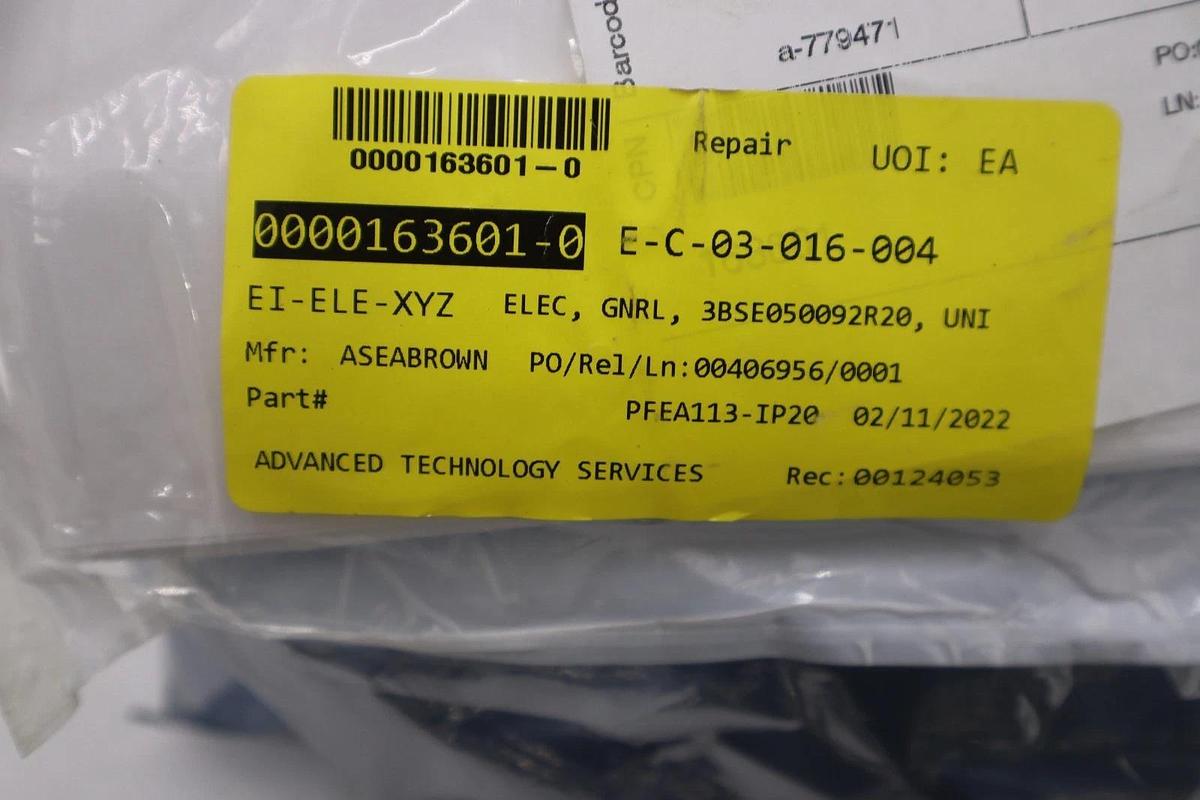 Barcod
a-779471
PO:
LN:
0000163601-0
Repair
UOI: EA
CPN
0000163601-0 E-C-03-016-004
EI-ELE-XYZ ELEC, GNRL, 3BSE050092R20, UNI
Mfr: ASEABROWN PO/Rel/Ln:00406956/0001
Part# PFEA113-IP20 02/11/2022
ADVANCED TECHNOLOGY SERVICES Rec:00124053